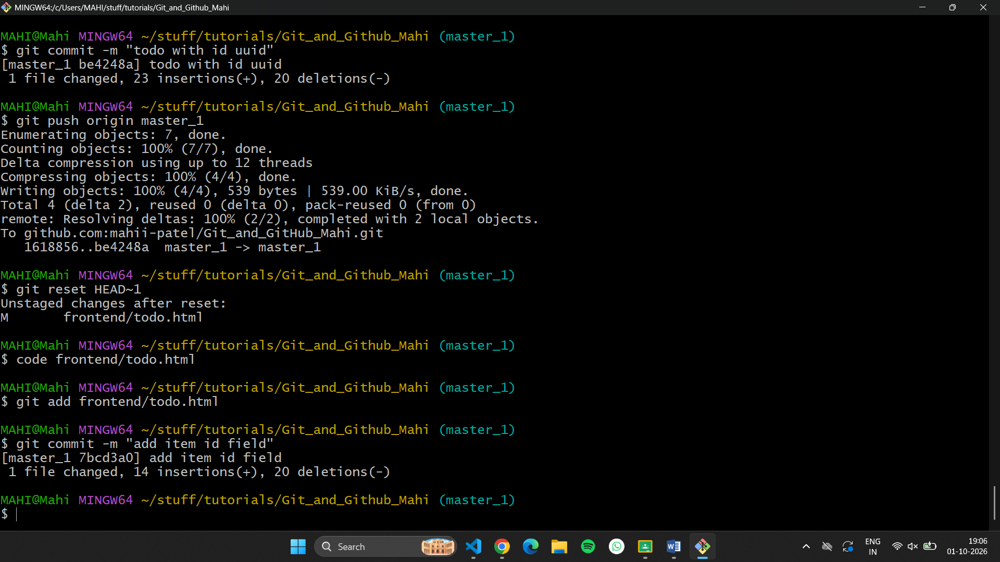 MINGW64:/c/Users/MAHI/stuff/tutorials/Git_and_Github_Mahi
MAHI@Mahi MINGW64 ~/stuff/tutorials/Git_and_Github_Mahi (master_1)
$ git commit -m "todo with id uuid"
[master_1 be4248a] todo with id uuid
 1 file changed, 23 insertions(+), 20 deletions(-)
MAHI@Mahi MINGW64 ~/stuff/tutorials/Git_and_Github_Mahi (master_1)
$ git push origin master_1
Enumerating objects: 7, done.
Counting objects: 100% (7/7), done.
Delta compression using up to 12 threads
Compressing objects: 100% (4/4), done.
Writing objects: 100% (4/4), 539 bytes | 539.00 KiB/s, done.
Total 4 (delta 2), reused 0 (delta 0), pack-reused 0 (from 0)
remote: Resolving deltas: 100% (2/2), completed with 2 local objects.
To github.com:mahii-patel/Git_and_GitHub_Mahi.git
   1618856..be4248a  master_1 -> master_1
MAHI@Mahi MINGW64 ~/stuff/tutorials/Git_and_Github_Mahi (master_1)
$ git reset HEAD~1
Unstaged changes after reset:
M       frontend/todo.html
MAHI@Mahi MINGW64 ~/stuff/tutorials/Git_and_Github_Mahi (master_1)
$ code frontend/todo.html
MAHI@Mahi MINGW64 ~/stuff/tutorials/Git_and_Github_Mahi (master_1)
$ git add frontend/todo.html
MAHI@Mahi MINGW64 ~/stuff/tutorials/Git_and_Github_Mahi (master_1)
$ git commit -m "add item id field"
[master_1 7bcd3a0] add item id field
 1 file changed, 14 insertions(+), 20 deletions(-)
MAHI@Mahi MINGW64 ~/stuff/tutorials/Git_and_Github_Mahi (master_1)
$
Search
ENG
IN
19:06
01-10-2026